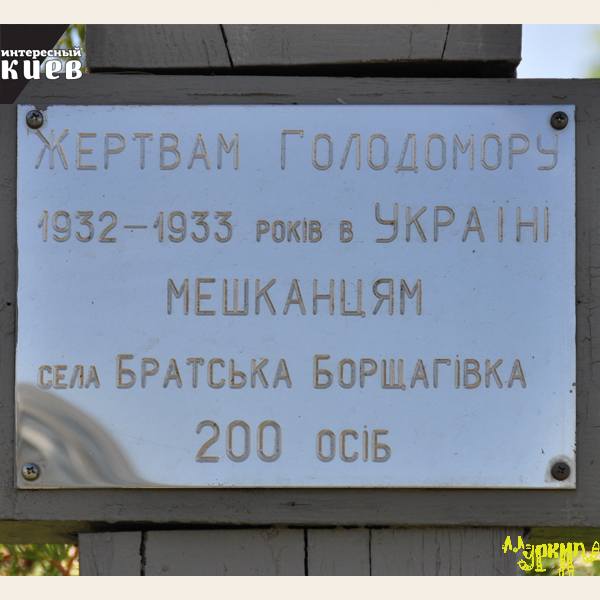 интересный
киев
Жертвам Голодомору
1932–1933 років в Україні
мешканцям
села Братська Борщагівка
200 осіб